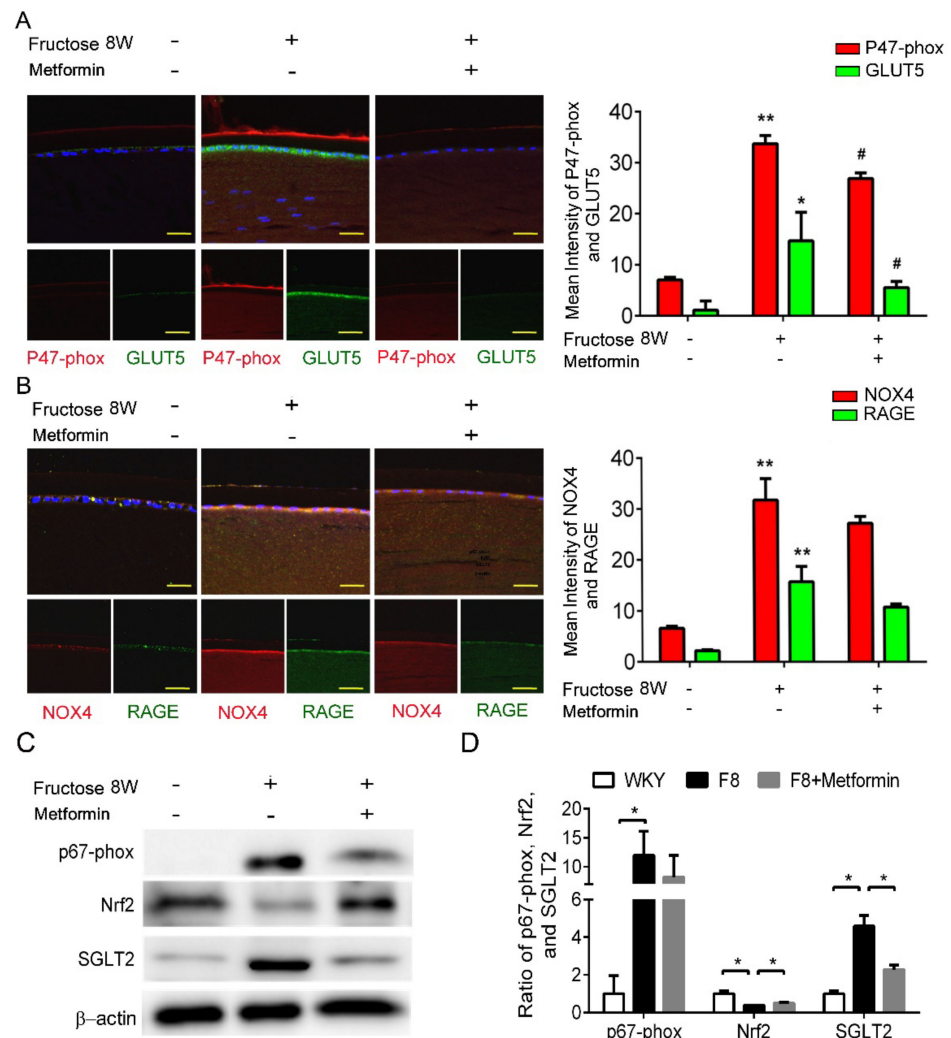 A
Fructose 8W - + +
Metformin - - +
P47-phox GLUT5 P47-phox GLUT5 P47-phox GLUT5
P47-phox
GLUT5
Mean Intensity of P47-phox
and GLUT5
40
30
20
10
0
** * # #
Fructose 8W - + +
Metformin - - +
B
Fructose 8W - + +
Metformin - - +
NOX4 RAGE NOX4 RAGE NOX4 RAGE
NOX4
RAGE
Mean Intensity of NOX4
and RAGE
40
30
20
10
0
** **
Fructose 8W - + +
Metformin - - +
C
Fructose 8W - + +
Metformin - - +
p67-phox
Nrf2
SGLT2
β–actin
D
WKY F8 F8+Metformin
Ratio of p67-phox, Nrf2,
and SGLT2
20
15
10
5
6
4
2
0
* * * * *
p67-phox Nrf2 SGLT2